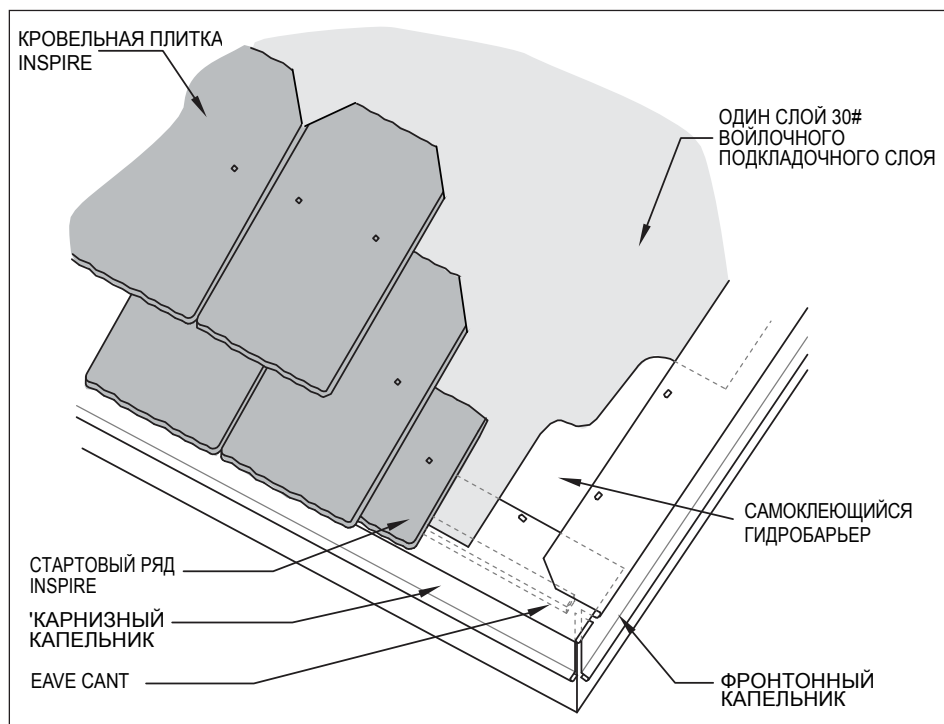 КРОВЕЛЬНАЯ ПЛИТКА
INSPIRE
ОДИН СЛОЙ 30#
ВОЙЛОЧНОГО
ПОДКЛАДОЧНОГО СЛОЯ
САМОКЛЕЮЩИЙСЯ
ГИДРОБАРЬЕР
СТАРТОВЫЙ РЯД
INSPIRE
'КАРНИЗНЫЙ
КАПЕЛЬНИК
EAVE CANT
ФРОНТОННЫЙ
КАПЕЛЬНИК